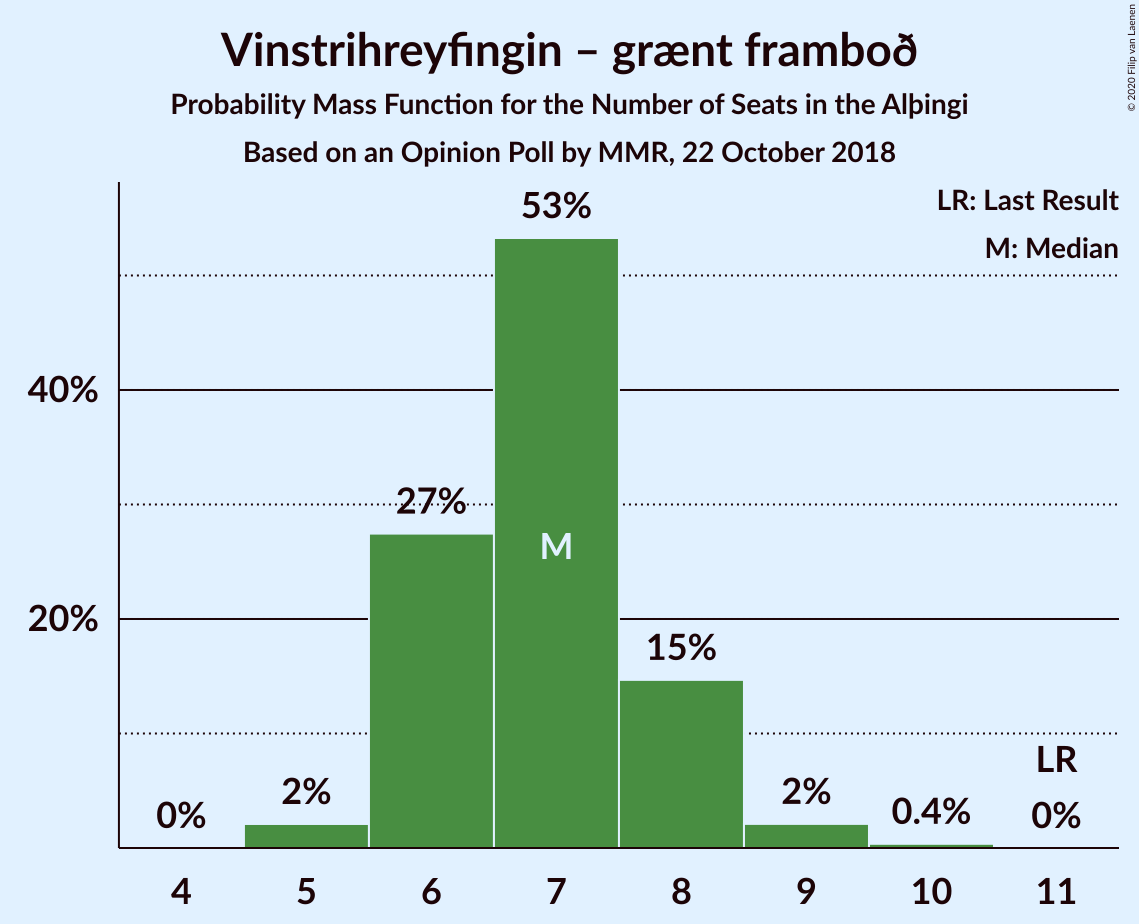 Vinstrihreyfingin – grænt framboð
Probability Mass Function for the Number of Seats in the Alþingi
Based on an Opinion Poll by MMR, 22 October 2018
© 2020 Filip van Laenen
LR: Last Result
M: Median
53%
40%
27%
M
20%
15%
LR
0%
2%
2%
0.4%
0%
4
5
6
7
8
9
10
11